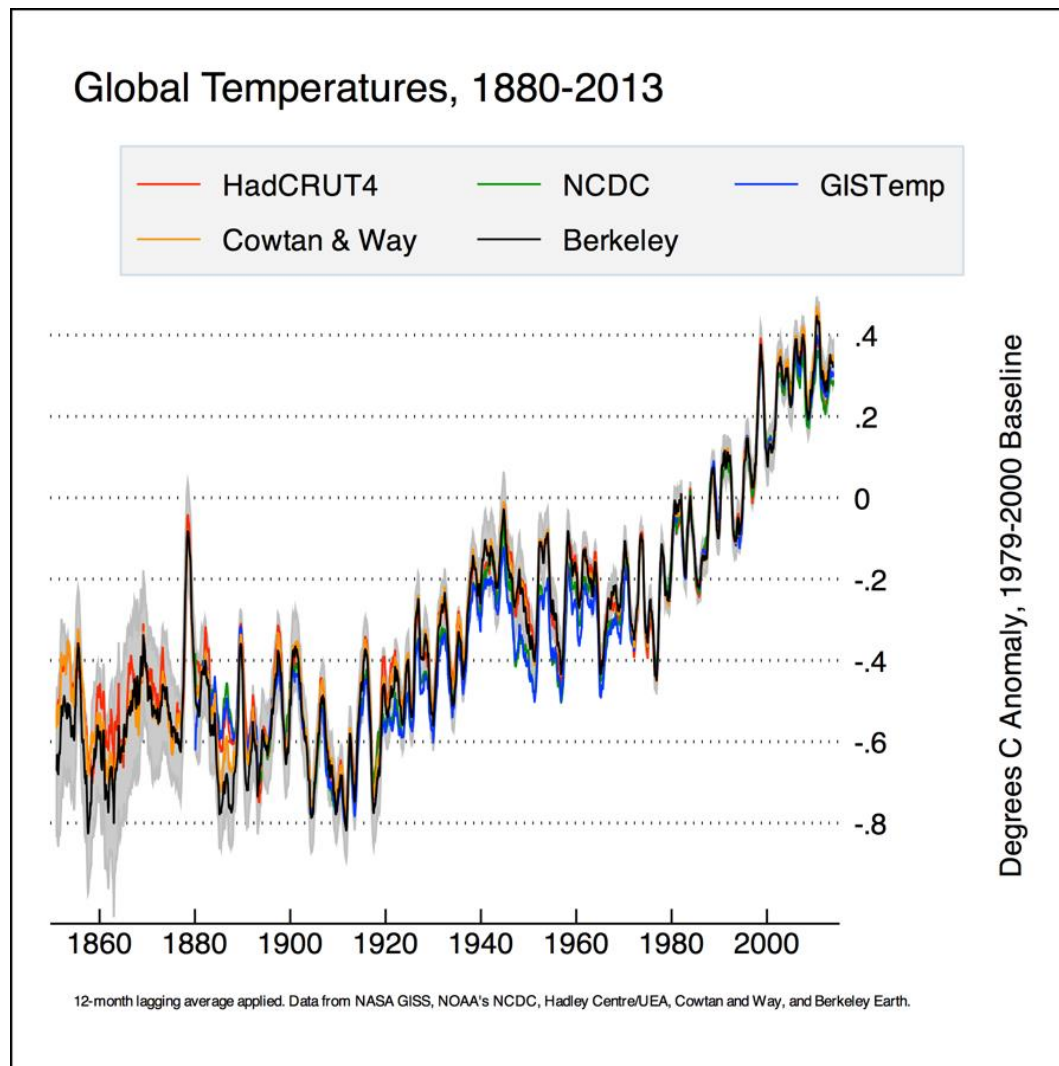 Global Temperatures, 1880-2013
HadCRUT4 NCDC GISTemp
Cowtan & Way Berkeley
.4
.2
0
-.2
-.4
-.6
-.8
Degrees C Anomaly, 1979-2000 Baseline
1860 1880 1900 1920 1940 1960 1980 2000
12-month lagging average applied. Data from NASA GISS, NOAA's NCDC, Hadley Centre/UEA, Cowtan and Way, and Berkeley Earth.